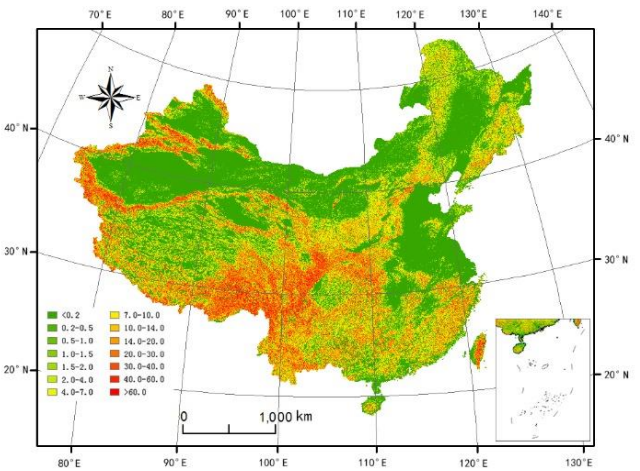 70°E 80°E 90°E 100°E 110°E 120°E 130°E 140°E
N
W E
S
40°N 40°N
30°N 30°N
<0.2 7.0-10.0
0.2-0.5 10.0-14.0
0.5-1.0 14.0-20.0
1.0-1.5 20.0-30.0
1.5-2.0 30.0-40.0
2.0-4.0 40.0-60.0
4.0-7.0 >60.0
20°N 20°N
0 1,000 km
80°E 90°E 100°E 110°E 120°E 130°E